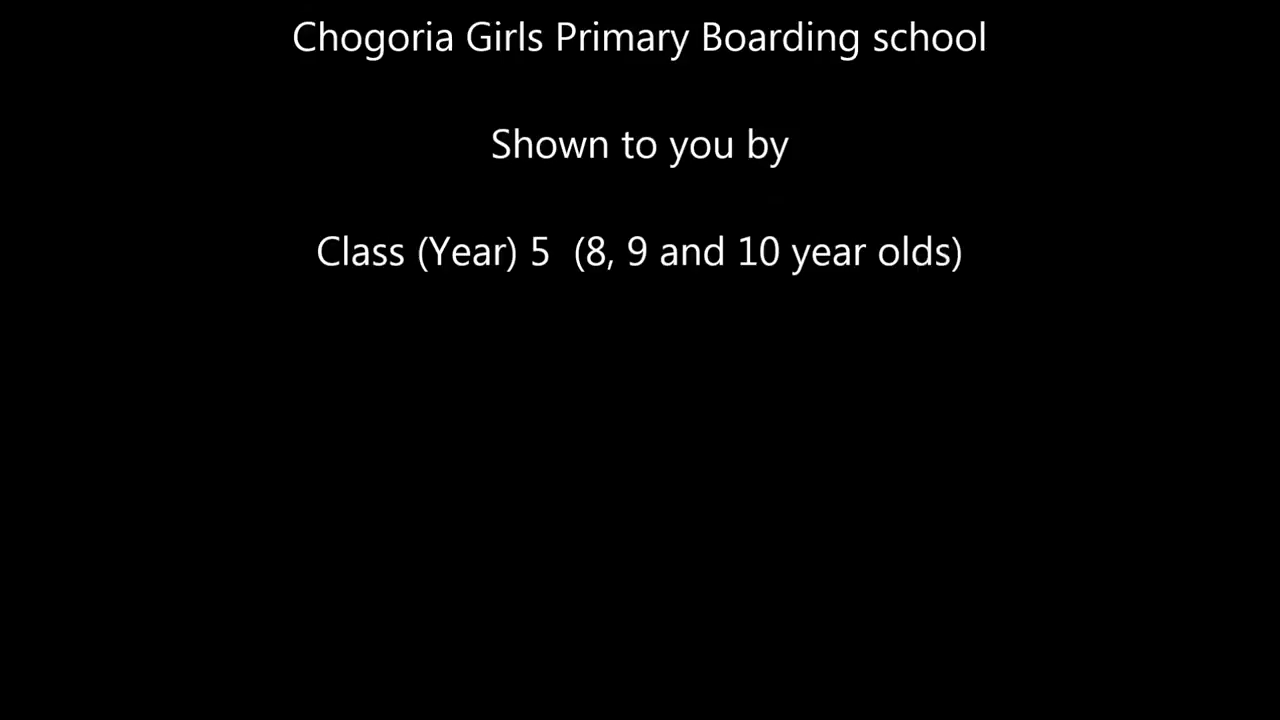 Chogoria Girls Primary Boarding school
Shown to you by
Class (Year) 5  (8, 9 and 10 year olds)